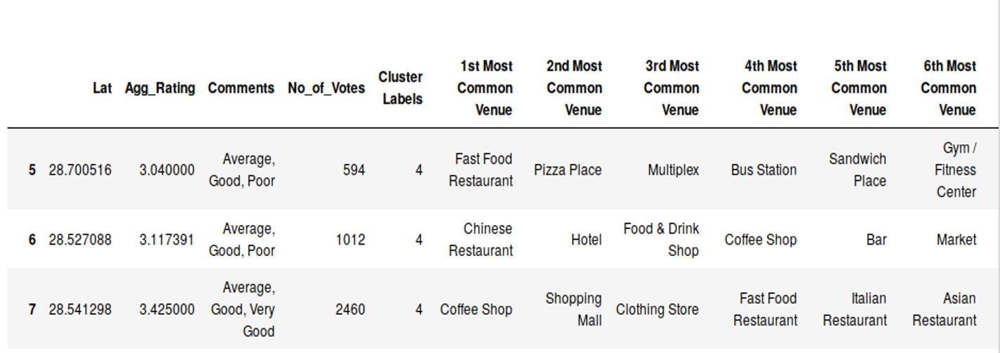 Lat Agg_Rating Comments No_of_Votes Cluster Labels 1st Most Common Venue 2nd Most Common Venue 3rd Most Common Venue 4th Most Common Venue 5th Most Common Venue 6th Most Common Venue
5 28.700516 3.040000 Average, Good, Poor 594 4 Fast Food Restaurant Pizza Place Multiplex Bus Station Sandwich Place Gym / Fitness Center
6 28.527088 3.117391 Average, Good, Poor 1012 4 Chinese Restaurant Hotel Food & Drink Shop Coffee Shop Bar Market
7 28.541298 3.425000 Average, Good, Very Good 2460 4 Coffee Shop Shopping Mall Clothing Store Fast Food Restaurant Italian Restaurant Asian Restaurant